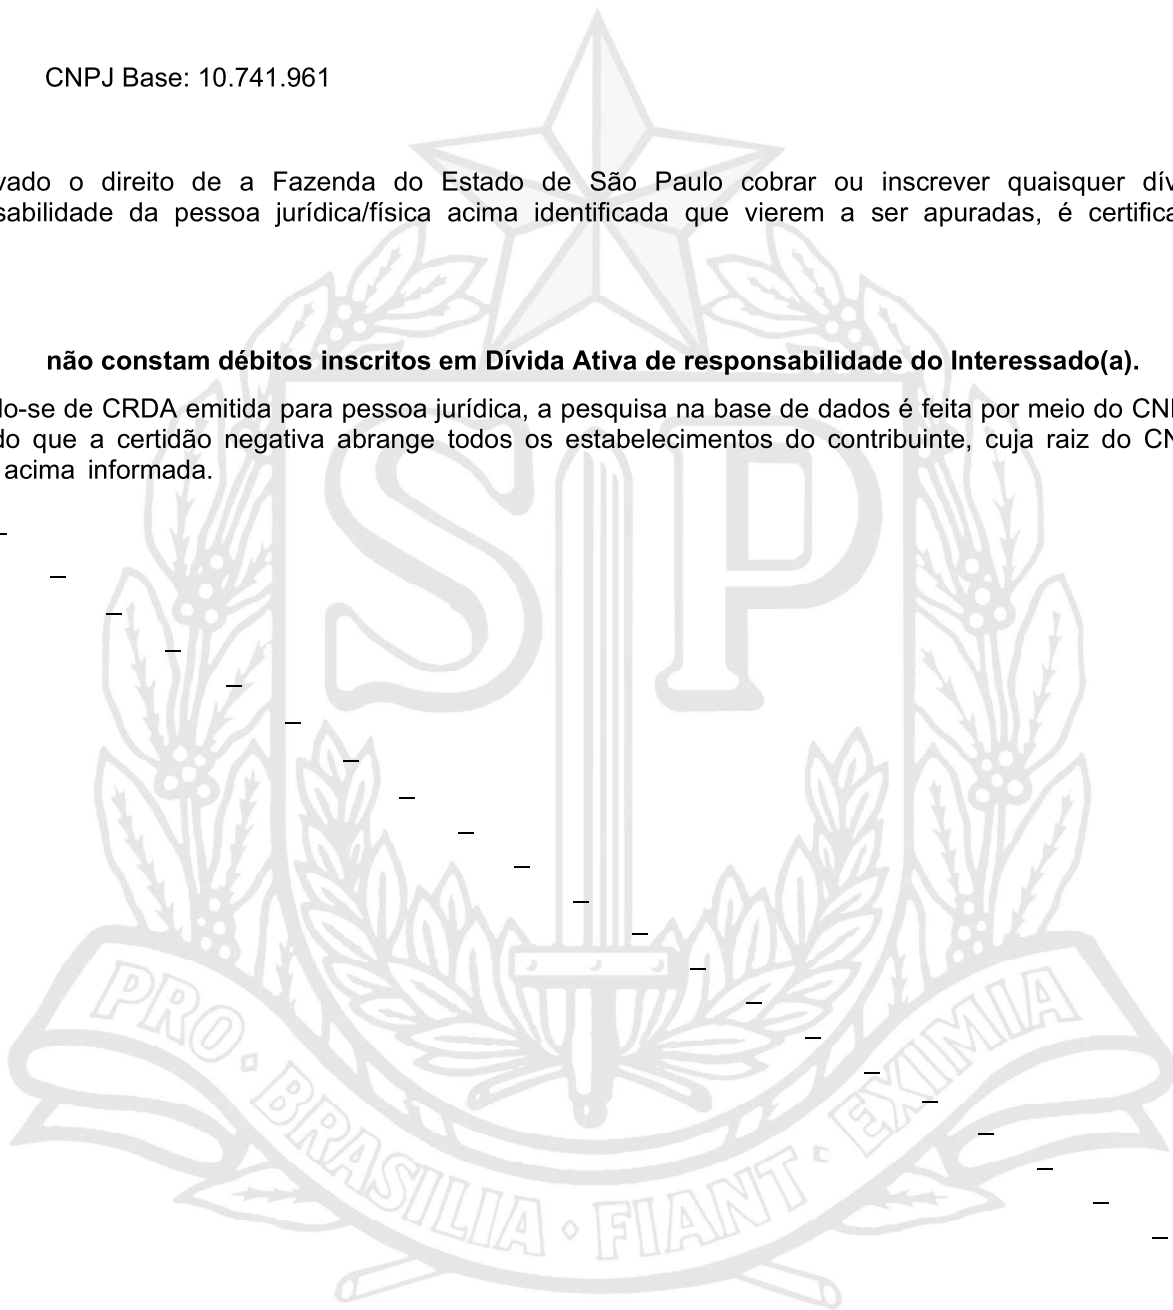 CNPJ Base: 10.741.961
vado o direito de a Fazenda do Estado de São Paulo cobrar ou inscrever quaisquer dív
sabilidade da pessoa jurídica/física acima identificada que vierem a ser apuradas, é certifica
não constam débitos inscritos em Dívida Ativa de responsabilidade do Interessado(a).
do-se de CRDA emitida para pessoa jurídica, a pesquisa na base de dados é feita por meio do CN
do que a certidão negativa abrange todos os estabelecimentos do contribuinte, cuja raiz do CN
acima informada.
SP
PRO · BRASILIA · FIANT · EXIMIA